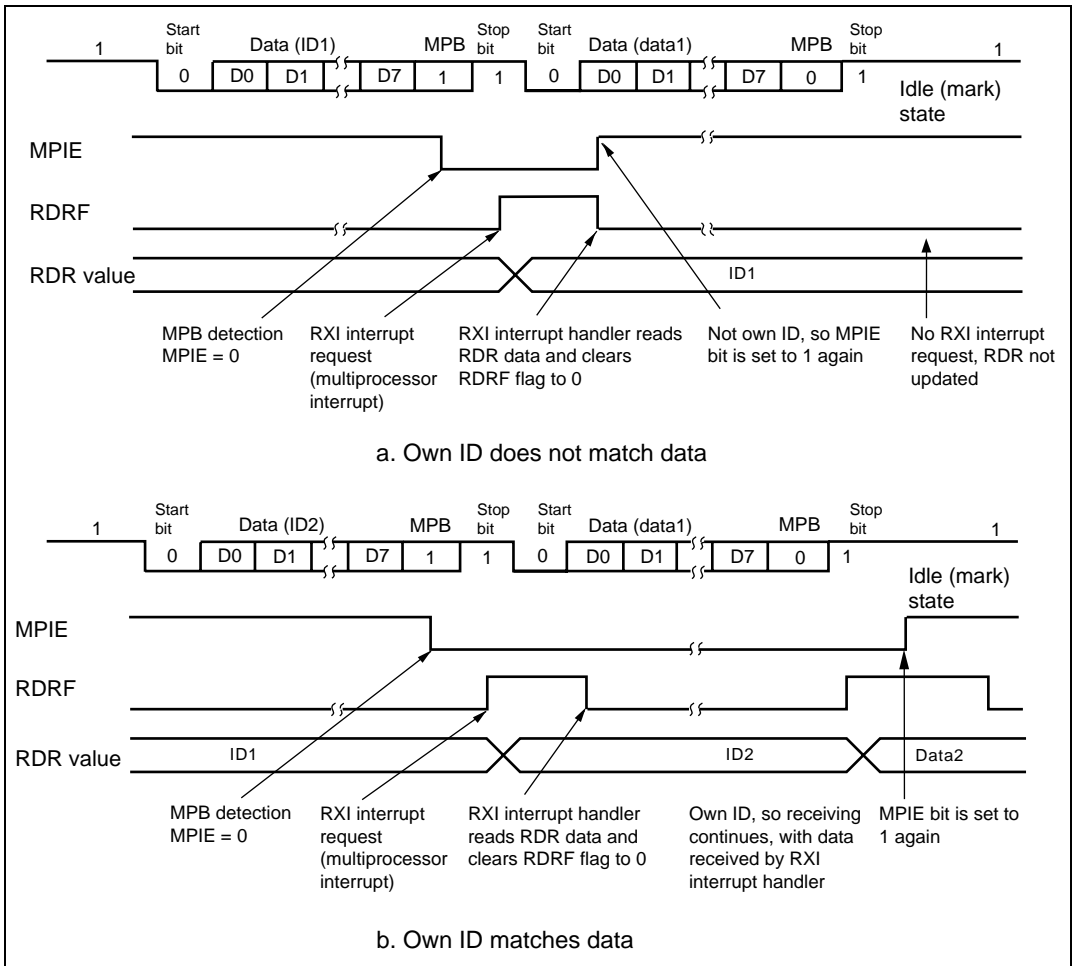 Start bit
Data (ID1)
MPB
Stop bit
Start bit
Data (data1)
MPB
Stop bit
1
0 D0 D1 D7 1 1 0 D0 D1 D7 0 1
1
Idle (mark) state
MPIE
RDRF
RDR value
ID1
MPB detection
MPIE = 0
RXI interrupt
request
(multiprocessor
interrupt)
RXI interrupt handler reads
RDR data and clears
RDRF flag to 0
Not own ID, so MPIE
bit is set to 1 again
No RXI interrupt
request, RDR not
updated
a. Own ID does not match data
Start bit
Data (ID2)
MPB
Stop bit
Start bit
Data (data1)
MPB
Stop bit
1
0 D0 D1 D7 1 1 0 D0 D1 D7 0 1
1
Idle (mark) state
MPIE
RDRF
RDR value
ID1
ID2
Data2
MPB detection
MPIE = 0
RXI interrupt
request
(multiprocessor
interrupt)
RXI interrupt handler
reads RDR data and
clears RDRF flag to 0
Own ID, so receiving
continues, with data
received by RXI
interrupt handler
MPIE bit is set to
1 again
b. Own ID matches data